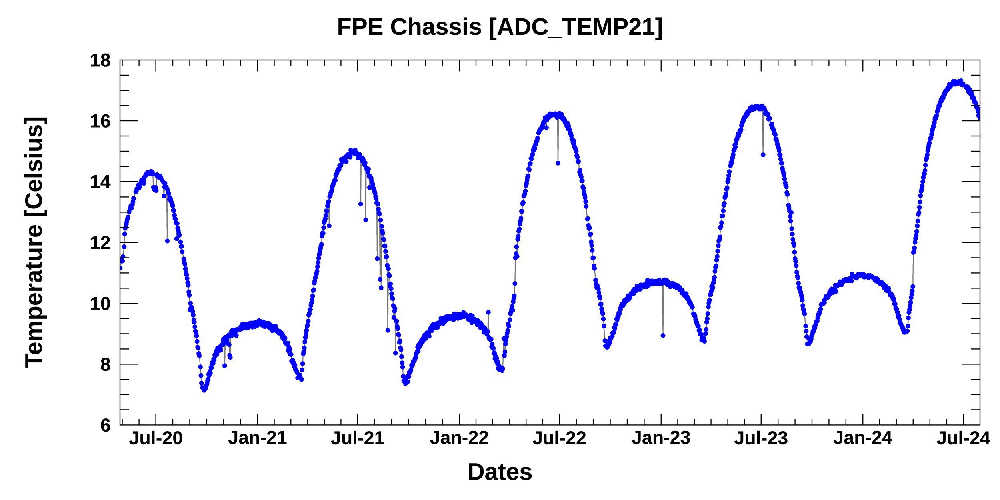 FPE Chassis [ADC_TEMP21]
Temperature [Celsius]
18
16
14
12
10
8
6
Jul-20 Jan-21 Jul-21 Jan-22 Jul-22 Jan-23 Jul-23 Jan-24 Jul-24
Dates